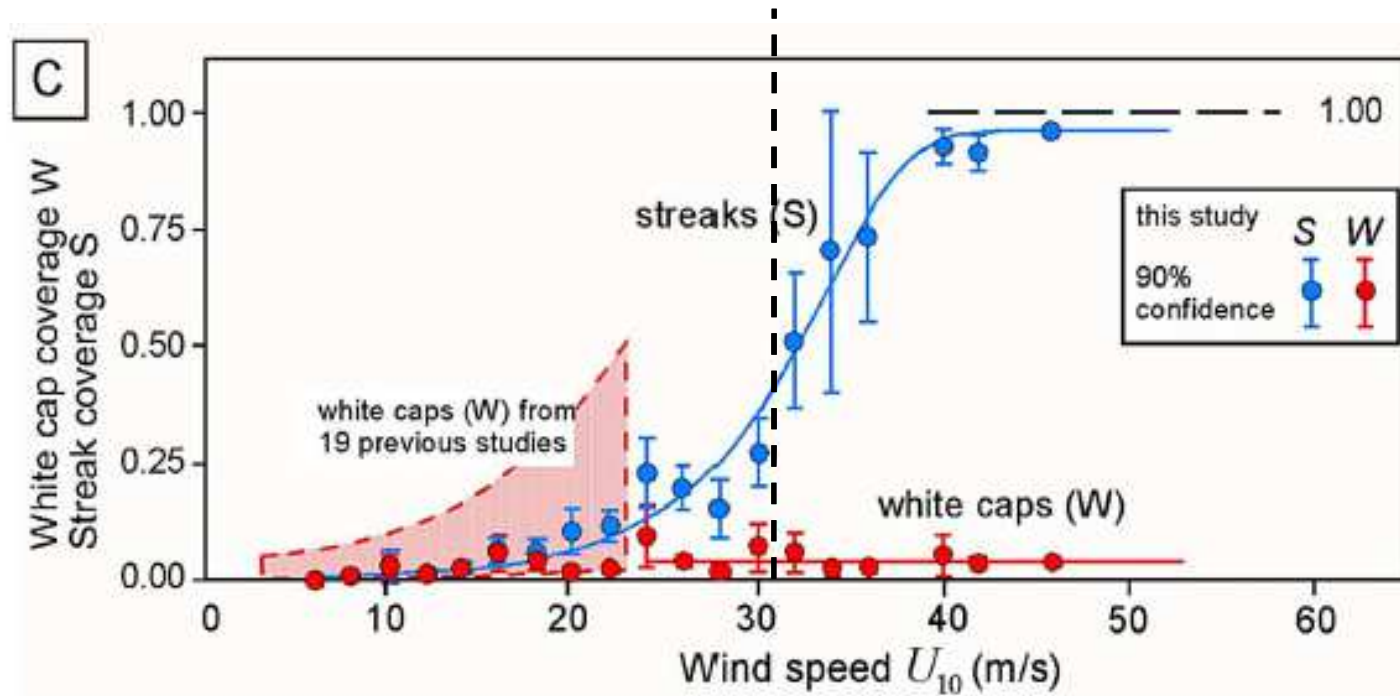 C
White cap coverage W
Streak coverage S
1.00
0.75
0.50
0.25
0.00
1.00
streaks (S)
this study S W
90%
confidence
white caps (W) from
19 previous studies
white caps (W)
0 10 20 30 40 50 60
Wind speed U10 (m/s)